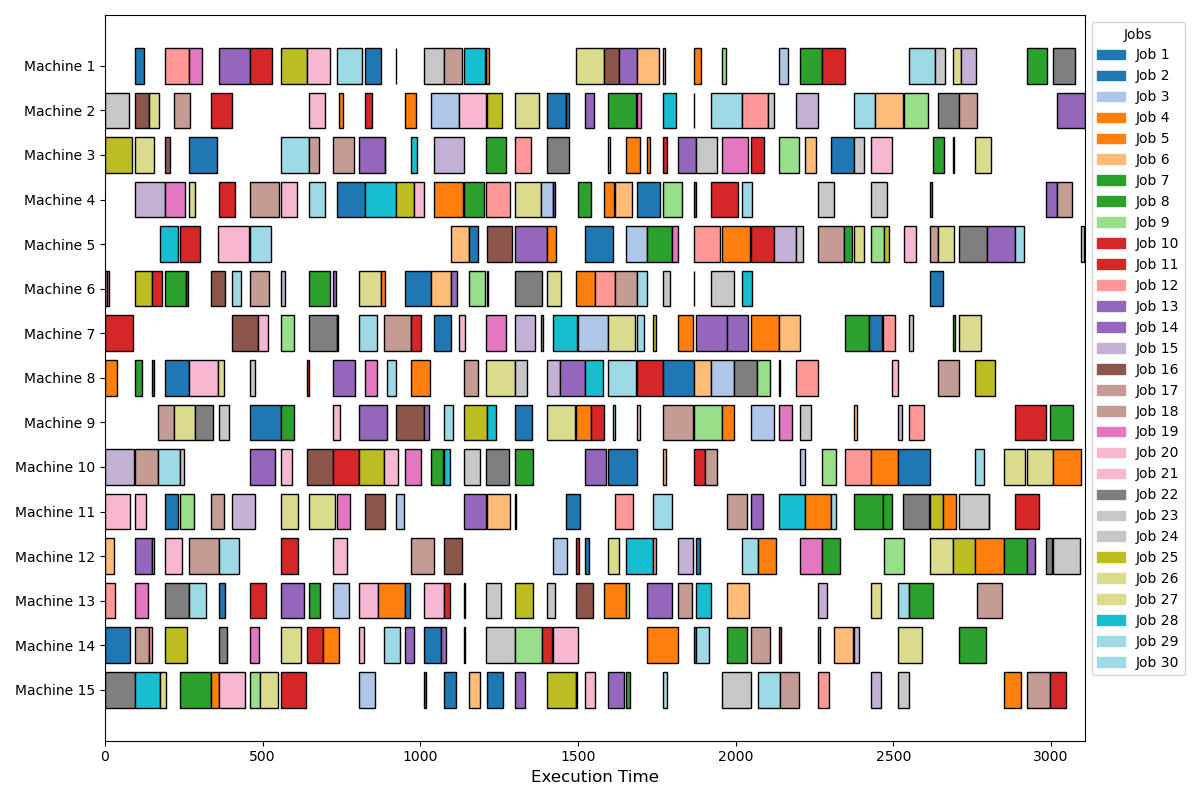 Machine 1
Machine 2
Machine 3
Machine 4
Machine 5
Machine 6
Machine 7
Machine 8
Machine 9
Machine 10
Machine 11
Machine 12
Machine 13
Machine 14
Machine 15
0 500 1000 1500 2000 2500 3000
Execution Time
Jobs
Job 1
Job 2
Job 3
Job 4
Job 5
Job 6
Job 7
Job 8
Job 9
Job 10
Job 11
Job 12
Job 13
Job 14
Job 15
Job 16
Job 17
Job 18
Job 19
Job 20
Job 21
Job 22
Job 23
Job 24
Job 25
Job 26
Job 27
Job 28
Job 29
Job 30